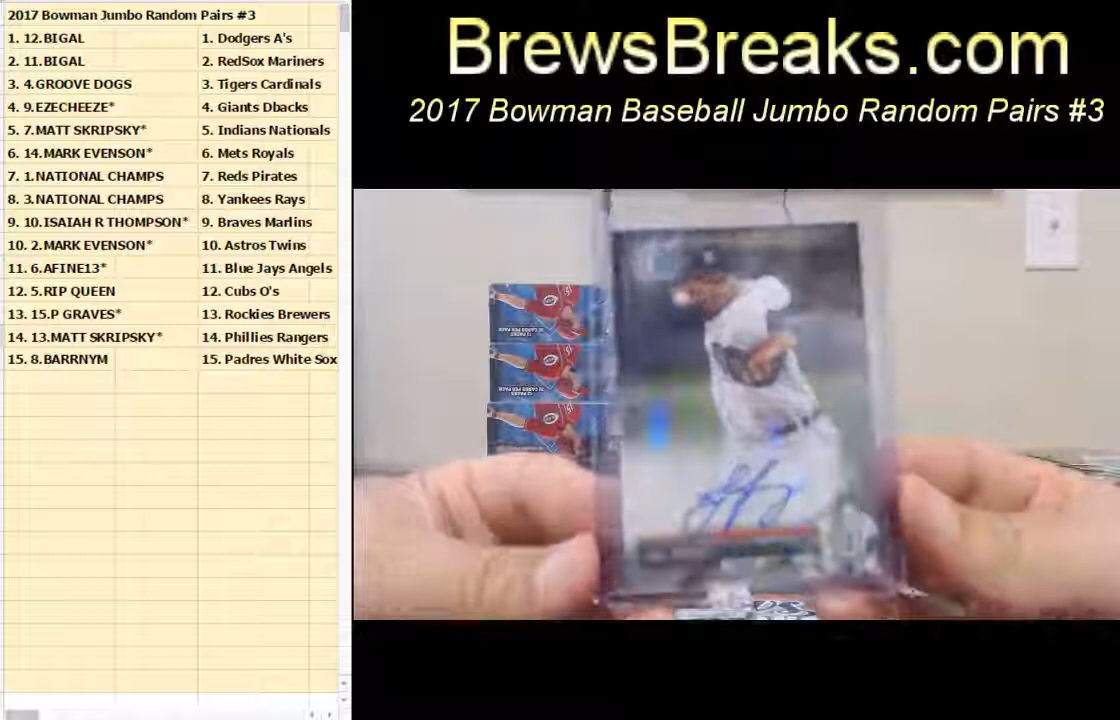 2017 Bowman Jumbo Random Pairs #3
1. 12.BIGAL 1. Dodgers A's
2. 11.BIGAL 2. RedSox Mariners
3. 4.GROOVE DOGS 3. Tigers Cardinals
4. 9.EZECHEEZE* 4. Giants Dbacks
5. 7.MATT SKRIPSKY* 5. Indians Nationals
6. 14.MARK EVENSON* 6. Mets Royals
7. 1.NATIONAL CHAMPS 7. Reds Pirates
8. 3.NATIONAL CHAMPS 8. Yankees Rays
9. 10.ISAIAH R THOMPSON* 9. Braves Marlins
10. 2.MARK EVENSON* 10. Astros Twins
11. 6.AFINE13* 11. Blue Jays Angels
12. 5.RIP QUEEN 12. Cubs O's
13. 15.P GRAVES* 13. Rockies Brewers
14. 13.MATT SKRIPSKY* 14. Phillies Rangers
15. 8.BARRNYM 15. Padres White Sox
BrewsBreaks.com
2017 Bowman Baseball Jumbo Random Pairs #3